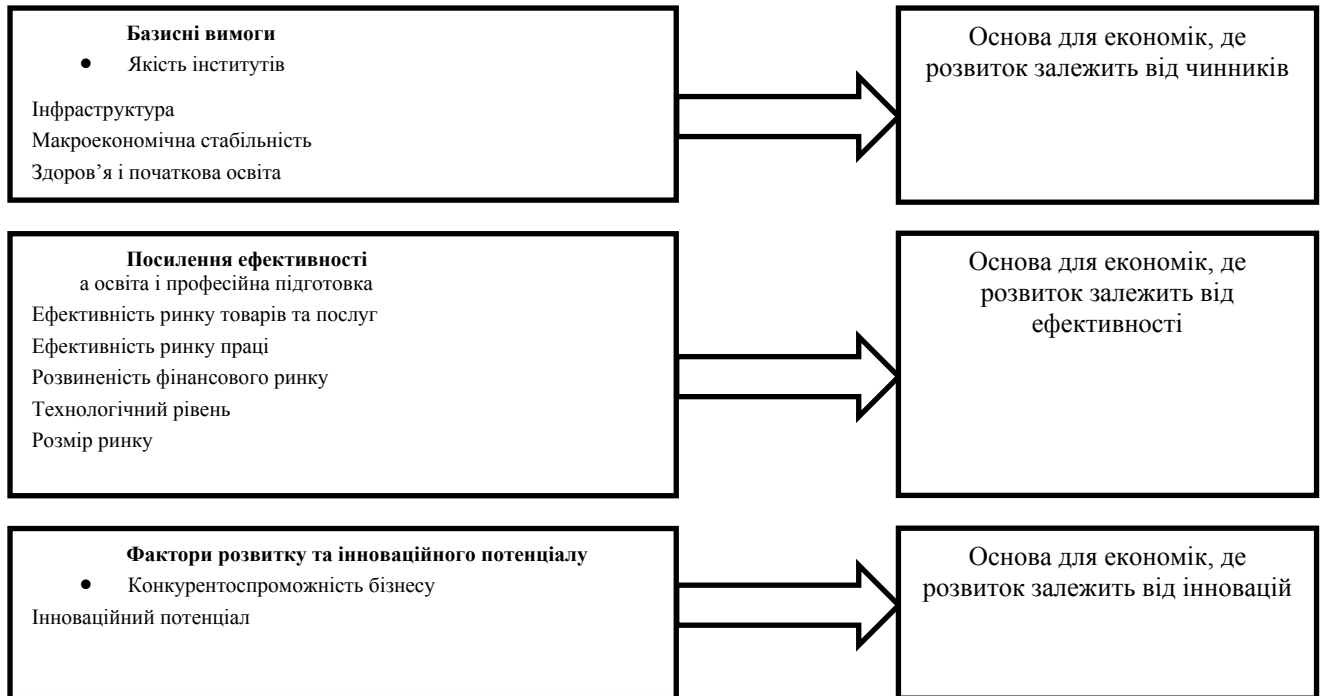 Базисні вимоги
• Якість інститутів
Інфраструктура
Макроекономічна стабільність
Здоров’я і початкова освіта
Основа для економік, де
розвиток залежить від чинників
Посилення ефективності
а освіта і професійна підготовка
Ефективність ринку товарів та послуг
Ефективність ринку праці
Розвиненість фінансового ринку
Технологічний рівень
Розмір ринку
Основа для економік, де
розвиток залежить від
ефективності
Фактори розвитку та інноваційного потенціалу
• Конкурентоспроможність бізнесу
Інноваційний потенціал
Основа для економік, де
розвиток залежить від інновацій